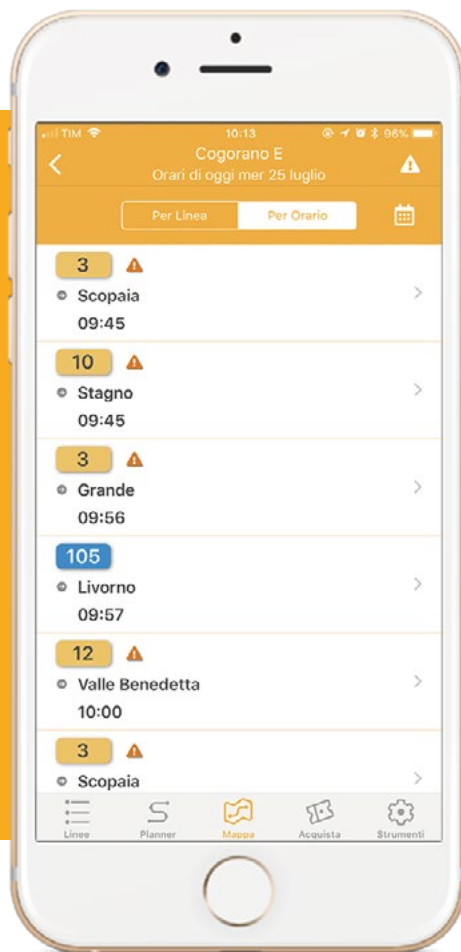 TIM 10:13 96%
Cogorano E
Orari di oggi mer 25 luglio
Per Linea Per Orario
3
Scopaia
09:45
10
Stagno
09:45
3
Grande
09:56
105
Livorno
09:57
12
Valle Benedetta
10:00
3
Scopaia
Linee Planner Mappa Acquista Strumenti